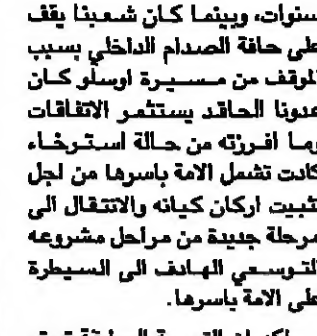 سنوات، وبينما كان شعبنا يقف
على حافة الصدام الداخلي بسبب
الموقف من مسيرة اوسلو كان
عدونا الحاقد يستثمر الاتفاقات
وما افرزته من حالة استرخاء
كادت تشمل الامة باسرها من اجل
تثبيت اركان كيانه والانتقال الى
مرحلة جديدة من مراحل مشروعه
التوسعي الهادف الى السيطرة
على الامة باسرها.